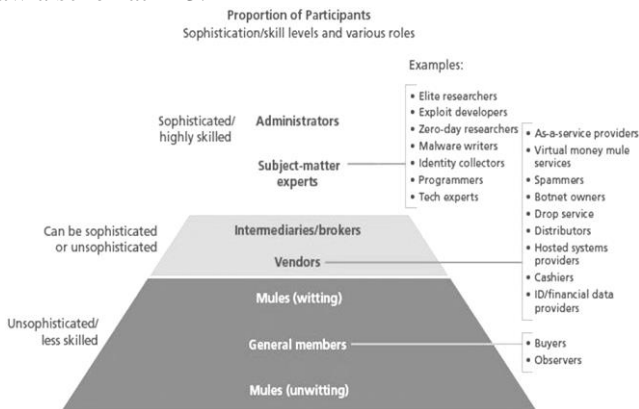 Proportion of Participants
Sophistication/skill levels and various roles
Examples:
Sophisticated/
highly skilled
Administrators
Subject-matter
experts
• Elite researchers
• Exploit developers
• Zero-day researchers
• Malware writers
• Identity collectors
• Programmers
• Tech experts
Can be sophisticated
or unsophisticated
Intermediaries/brokers
Vendors
• As-a-service providers
• Virtual money mule
services
• Spammers
• Botnet owners
• Drop service
• Distributors
• Hosted systems
providers
• Cashiers
• ID/financial data
providers
Unsophisticated/
less skilled
Mules (witting)
General members
Mules (unwitting)
• Buyers
• Observers